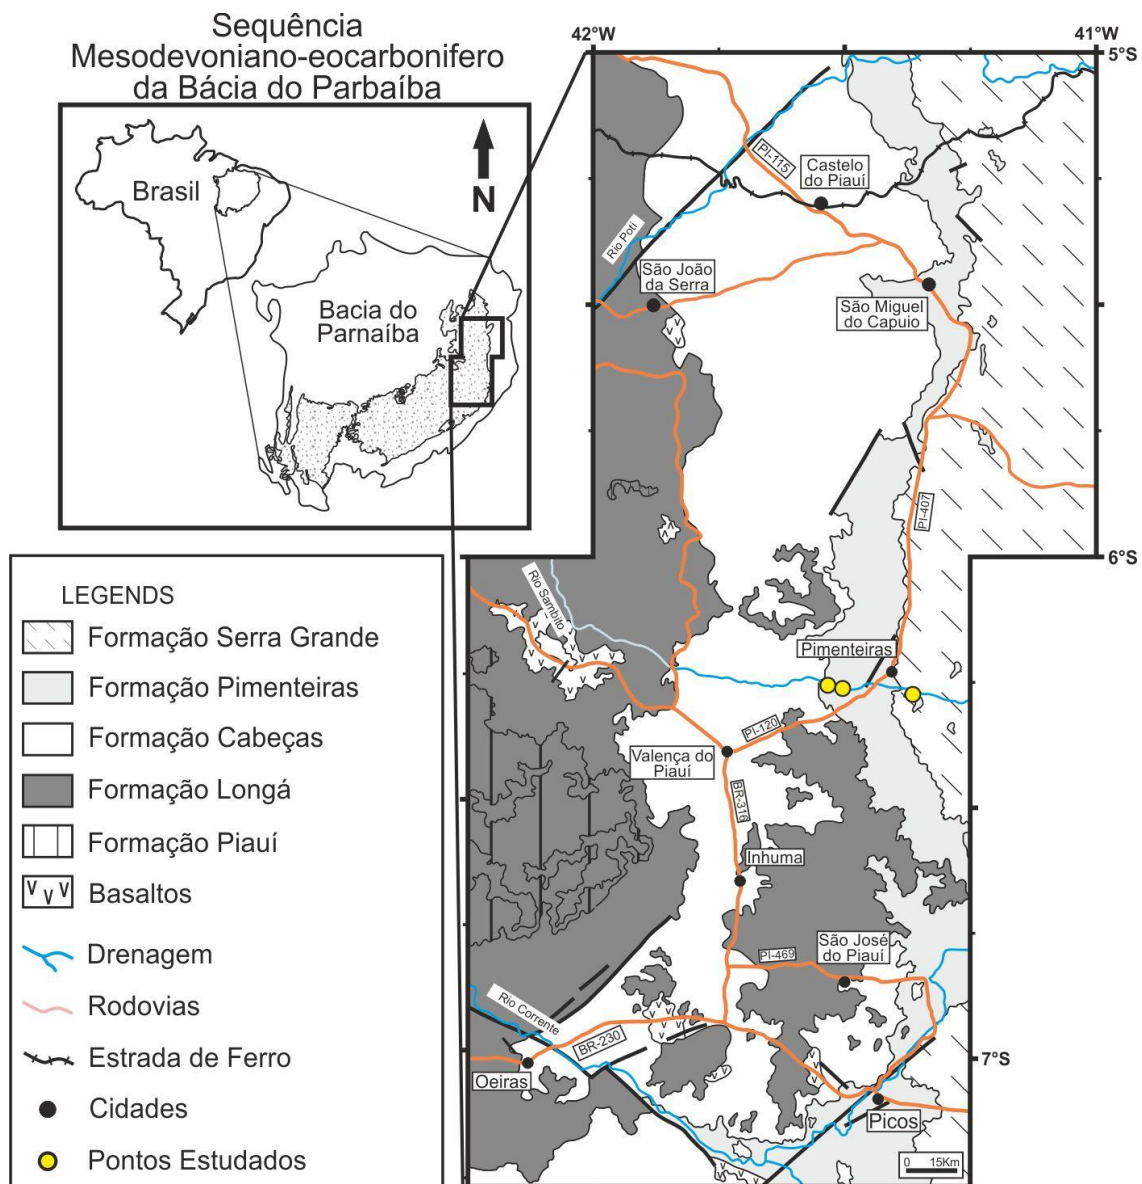 Sequência
Mesodevoniano-eocarbonifero
da Bácia do Parbaíba
Brasil
N
Bacia do
Parnaíba
LEGENDS
Formação Serra Grande
Formação Pimenteiras
Formação Cabeças
Formação Longá
Formação Piauí
Basaltos
Drenagem
Rodovias
Estrada de Ferro
Cidades
Pontos Estudados
42°W
41°W
5°S
PI-115
Castelo
do Piauí
Rio Poti
São João
da Serra
São Miguel
do Capuio
PI-407
6°S
Rio Sambito
Pimenteiras
PI-120
Valença do
Piauí
BR-316
Inhuma
São José
do Piauí
PI-469
Rio Corrente
BR-230
Oeiras
7°S
Picos
0 15Km